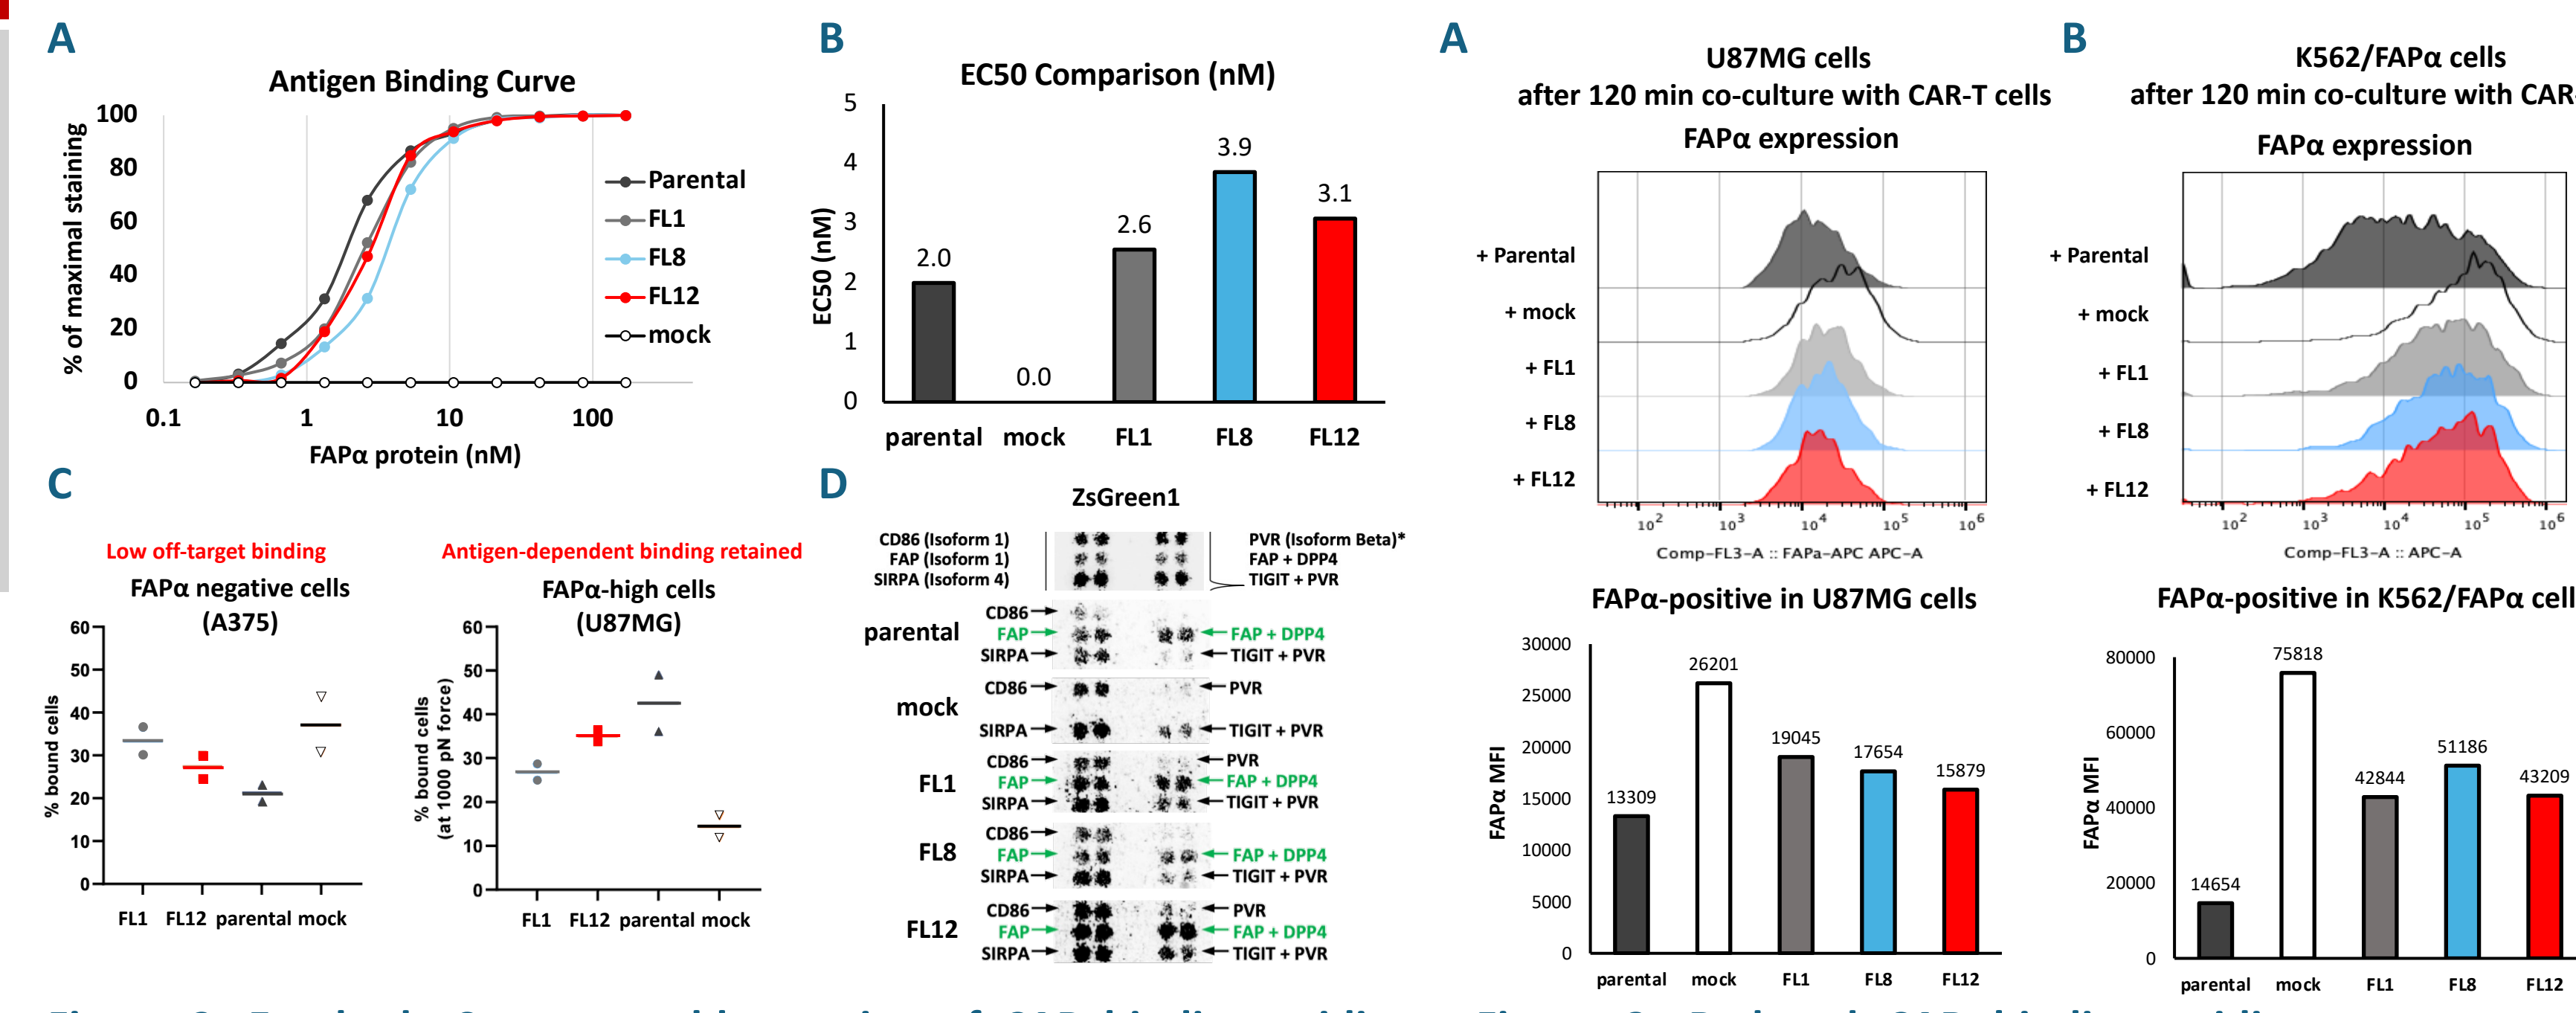 A
Antigen Binding Curve
% of maximal staining
100
80
60
40
20
0
0.1
1
10
100
FAPα protein (nM)
Parental
FL1
FL8
FL12
mock
B
EC50 Comparison (nM)
EC50 (nM)
5
4
3
2
1
0
2.0
0.0
2.6
3.9
3.1
parental
mock
FL1
FL8
FL12
C
Low off-target binding
FAPα negative cells
(A375)
% bound cells
60
50
40
30
20
10
0
FL1
FL12
parental
mock
Antigen-dependent binding retained
FAPα-high cells
(U87MG)
% bound cells
(at 1000 pN force)
60
50
40
30
20
10
0
FL1
FL12
parental
mock
D
ZsGreen1
CD86 (Isoform 1)
FAP (Isoform 1)
SIRPA (Isoform 4)
PVR (Isoform Beta)*
FAP + DPP4
TIGIT + PVR
parental
CD86
FAP
SIRPA
FAP + DPP4
TIGIT + PVR
mock
CD86
SIRPA
PVR
TIGIT + PVR
FL1
CD86
FAP
SIRPA
PVR
FAP + DPP4
TIGIT + PVR
FL8
CD86
FAP
SIRPA
FAP + DPP4
TIGIT + PVR
FL12
CD86
FAP
SIRPA
PVR
FAP + DPP4
TIGIT + PVR
A
U87MG cells
after 120 min co-culture with CAR-T cells
FAPα expression
+ Parental
+ mock
+ FL1
+ FL8
+ FL12
10²
10³
10⁴
10⁵
10⁶
Comp-FL3-A :: FAPa-APC APC-A
FAPα-positive in U87MG cells
FAPα MFI
30000
25000
20000
15000
10000
5000
0
13309
26201
19045
17654
15879
parental
mock
FL1
FL8
FL12
B
K562/FAPα cells
after 120 min co-culture with CAR-
FAPα expression
+ Parental
+ mock
+ FL1
+ FL8
+ FL12
10²
10³
10⁴
10⁵
10⁶
Comp-FL3-A :: APC-A
FAPα-positive in K562/FAPα cell
FAPα MFI
80000
60000
40000
20000
0
14654
75818
42844
51186
43209
parental
mock
FL1
FL8
FL12